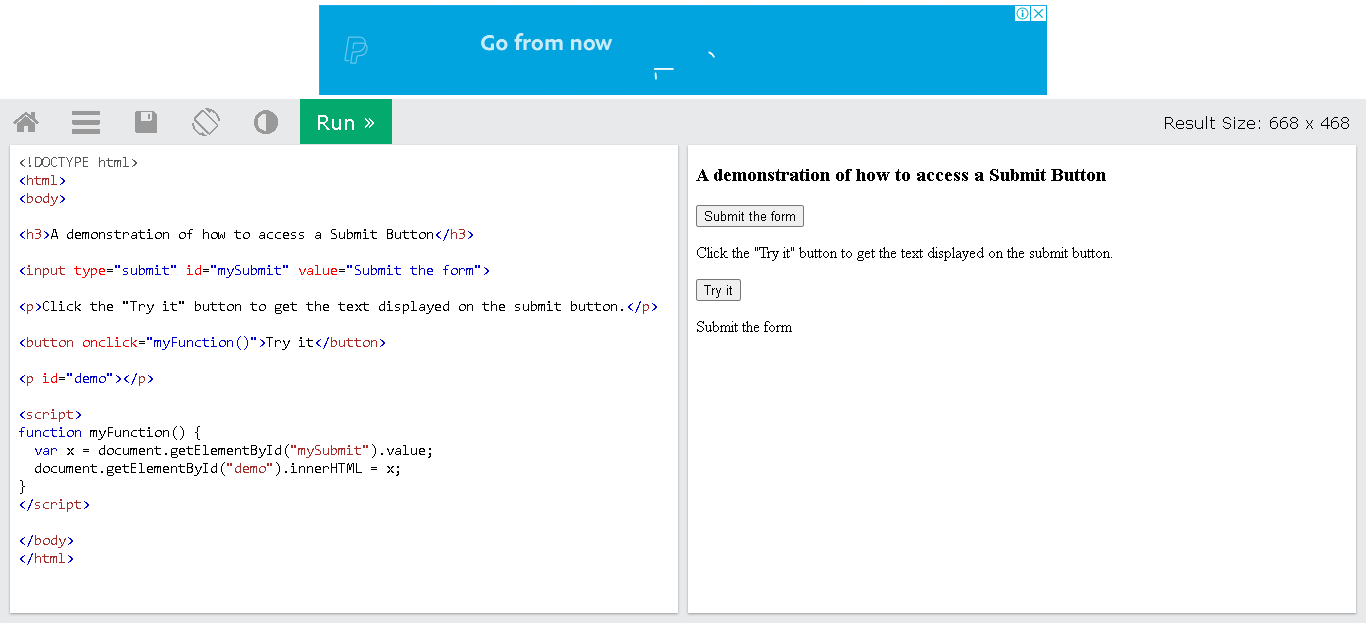 Go from now
Run »
Result Size: 668 x 468
<!DOCTYPE html>
<html>
<body>
<h3>A demonstration of how to access a Submit Button</h3>
<input type="submit" id="mySubmit" value="Submit the form">
<p>Click the "Try it" button to get the text displayed on the submit button.</p>
<button onclick="myFunction()">Try it</button>
<p id="demo"></p>
<script>
function myFunction() {
  var x = document.getElementById("mySubmit").value;
  document.getElementById("demo").innerHTML = x;
}
</script>
</body>
</html>
A demonstration of how to access a Submit Button
Submit the form
Click the "Try it" button to get the text displayed on the submit button.
Try it
Submit the form